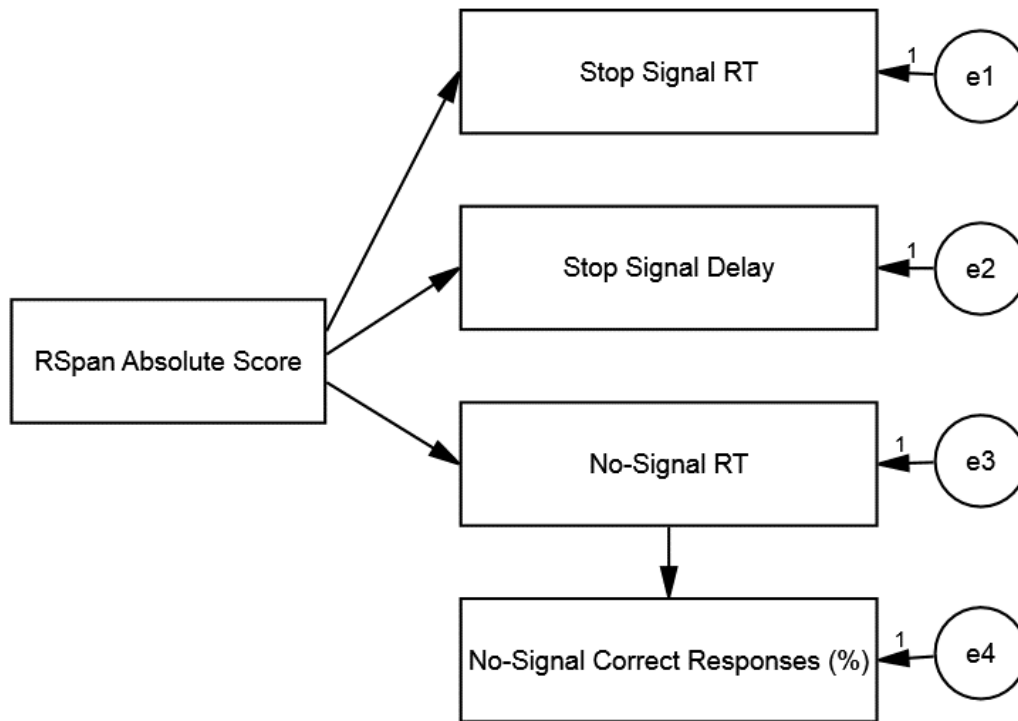 Stop Signal RT
1
e1
Stop Signal Delay
1
e2
RSpan Absolute Score
No-Signal RT
1
e3
No-Signal Correct Responses (%)
1
e4